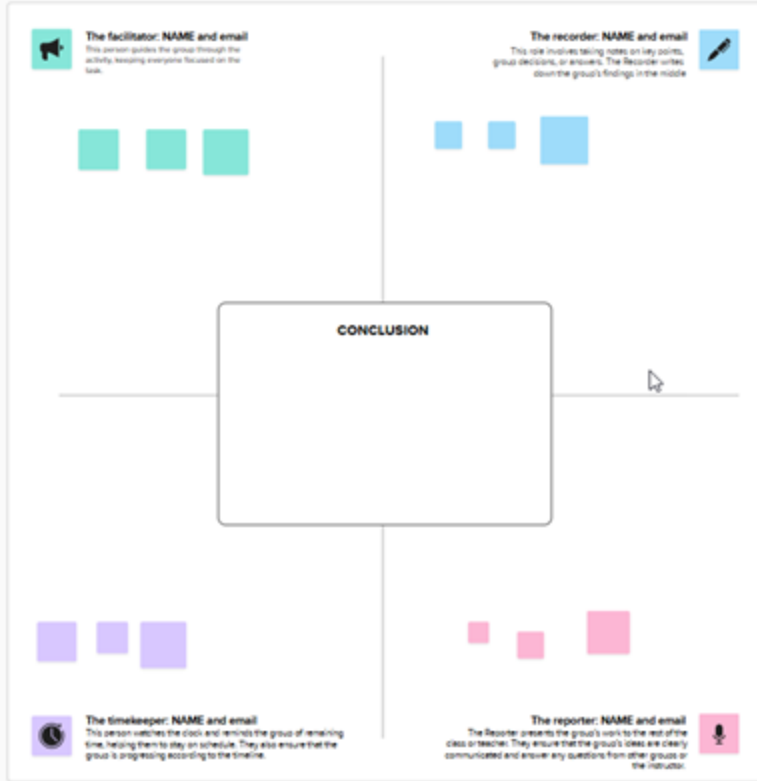 The facilitator: NAME and email
This person guides the group through the
activity, keeping everyone focused on the
task.
The recorder: NAME and email
This role involves taking notes on key points,
group decisions, or answers. The Recorder writes
down the group's findings in the middle
CONCLUSION
The timekeeper: NAME and email
This person watches the clock and reminds the group of remaining
time, helping them to stay on schedule. They also ensure that the
group is progressing according to the timeline.
The reporter: NAME and email
The Reporter presents the group's work to the rest of the
class or teacher. They ensure that the group's ideas are clearly
communicated and answer any questions from other groups or
the instructor.